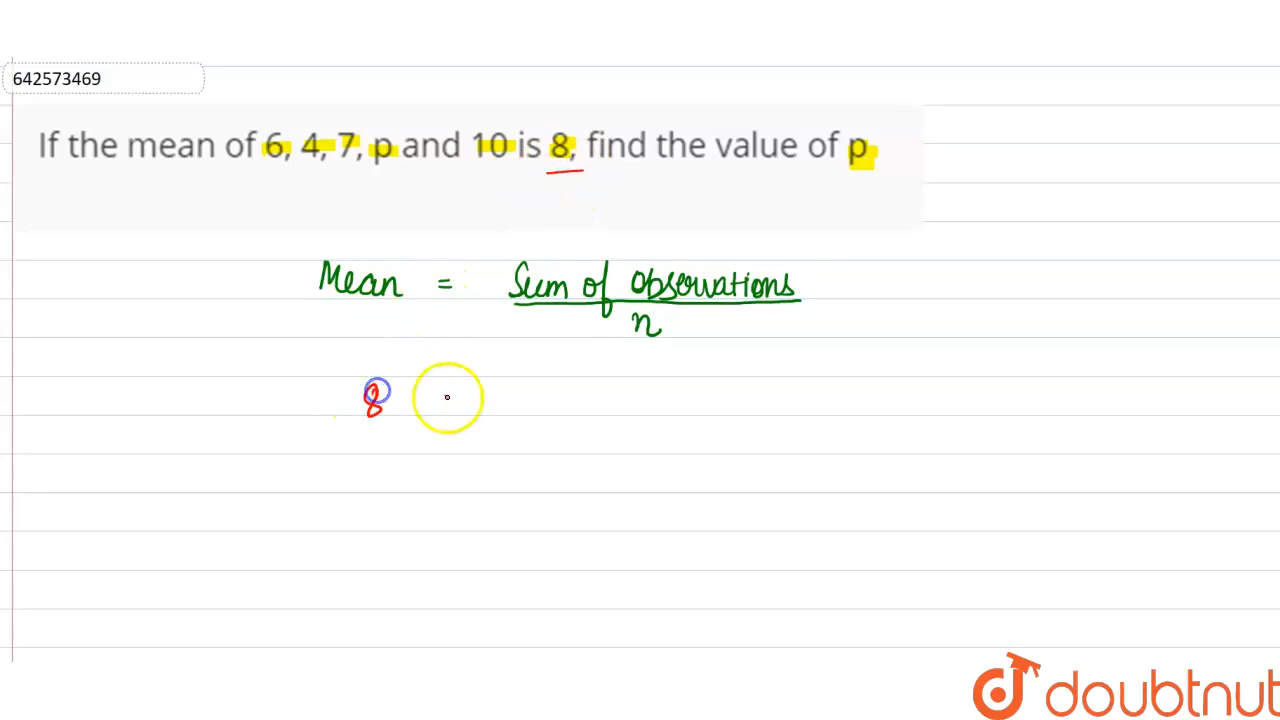 642573469
If the mean of 6, 4, 7, p and 10 is 8, find the value of p
Mean = Sum of observations
n
8
doubtnut